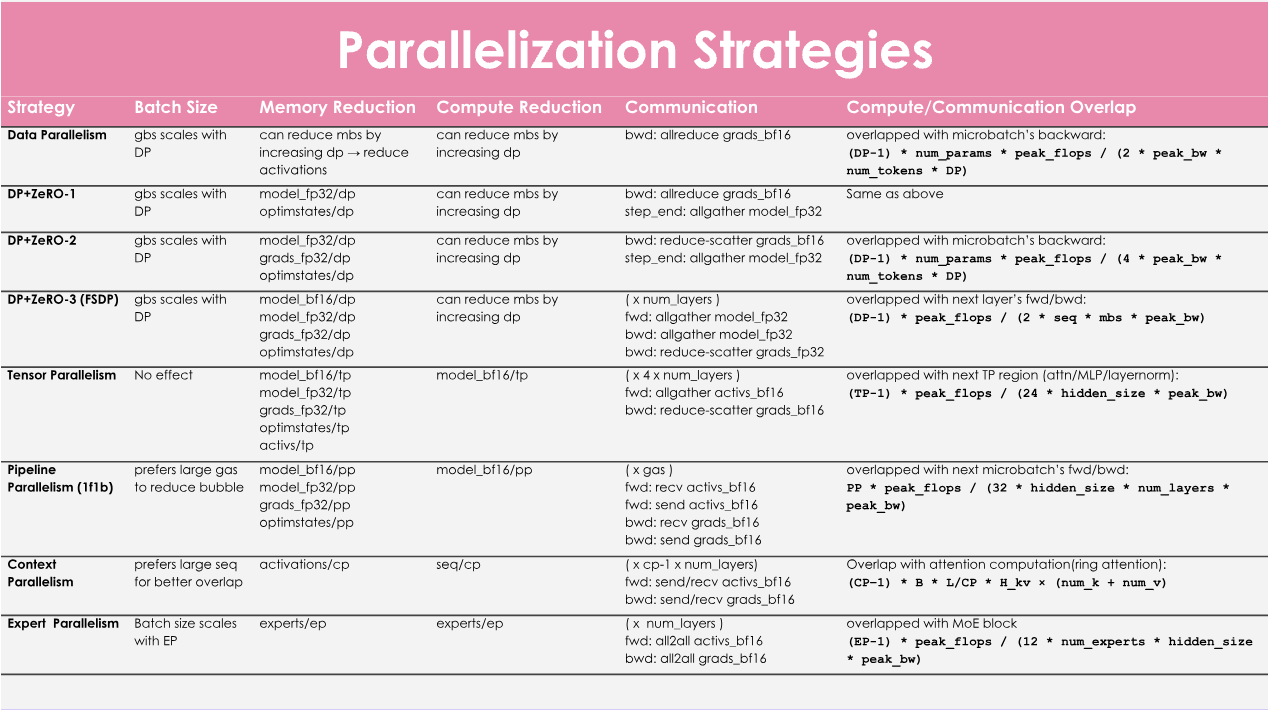 Parallelization Strategies
Strategy Batch Size Memory Reduction Compute Reduction Communication Compute/Communication Overlap
Data Parallelism gbs scales with can reduce mbs by can reduce mbs by bwd: allreduce grads_bf16 overlapped with microbatch's backward:
DP increasing dp → reduce increasing dp (DP-1) * num_params * peak_flops / (2 * peak_bw *
activations num_tokens * DP)
DP+ZeRO-1 gbs scales with model_fp32/dp can reduce mbs by bwd: allreduce grads_bf16 Same as above
DP optimstates/dp increasing dp step_end: allgather model_fp32
DP+ZeRO-2 gbs scales with model_fp32/dp can reduce mbs by bwd: reduce-scatter grads_bf16 overlapped with microbatch's backward:
DP grads_fp32/dp increasing dp step_end: allgather model_fp32 (DP-1) * num_params * peak_flops / (4 * peak_bw *
optimstates/dp num_tokens * DP)
DP+ZeRO-3 (FSDP) gbs scales with model_bf16/dp can reduce mbs by ( x num_layers ) overlapped with next layer's fwd/bwd:
DP model_fp32/dp increasing dp fwd: allgather model_fp32 (DP-1) * peak_flops / (2 * seq * mbs * peak_bw)
grads_fp32/dp bwd: allgather model_fp32
optimstates/dp bwd: reduce-scatter grads_fp32
Tensor Parallelism No effect model_bf16/tp model_bf16/tp ( x 4 x num_layers ) overlapped with next TP region (attn/MLP/layernorm):
model_fp32/tp fwd: allgather activs_bf16 (TP-1) * peak_flops / (24 * hidden_size * peak_bw)
grads_fp32/tp bwd: reduce-scatter grads_bf16
optimstates/tp
activs/tp
Pipeline prefers large gas model_bf16/pp model_bf16/pp ( x gas ) overlapped with next microbatch's fwd/bwd:
Parallelism (1f1b) to reduce bubble model_fp32/pp fwd: recv activs_bf16 PP * peak_flops / (32 * hidden_size * num_layers *
grads_fp32/pp fwd: send activs_bf16 peak_bw)
optimstates/pp bwd: recv grads_bf16
bwd: send grads_bf16
Context prefers large seq activations/cp seq/cp ( x cp-1 x num_layers) Overlap with attention computation(ring attention):
Parallelism for better overlap fwd: send/recv activs_bf16 (CP-1) * B * L/CP * H_kv × (num_k + num_v)
bwd: send/recv grads_bf16
Expert Parallelism Batch size scales experts/ep experts/ep ( x num_layers ) overlapped with MoE block
with EP fwd: all2all activs_bf16 (EP-1) * peak_flops / (12 * num_experts * hidden_size
bwd: all2all grads_bf16 * peak_bw)